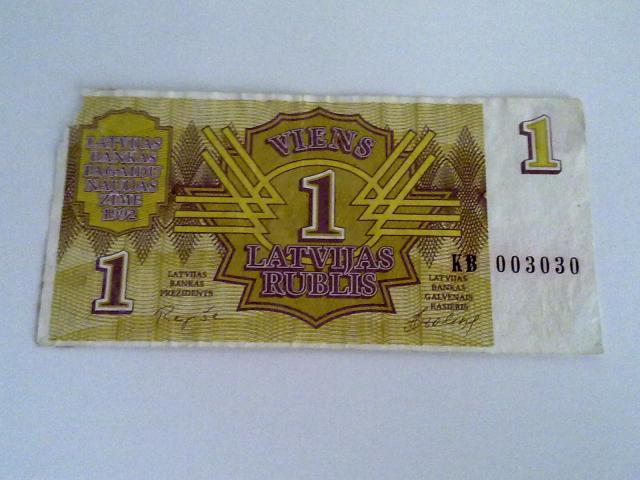 LATVIJAS
BANKAS
PAGAIDU
NAUDAS
ZĪME
1992
VIENS
1
LATVIJAS
RUBLIS
1
1
KB 003030
LATVIJAS
BANKAS
PREZIDENTS
LATVIJAS
BANKAS
GALVENAIS
KASIERIS